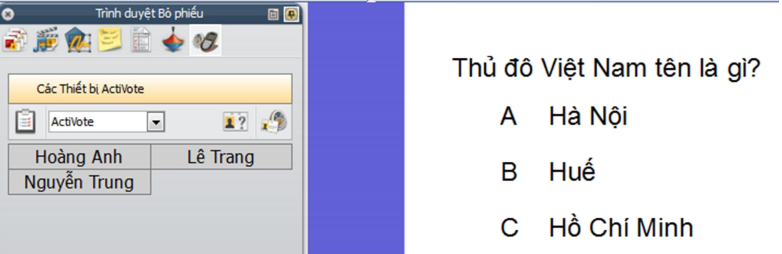 Trình duyệt Bỏ phiếu
Các Thiết bị ActiVote
ActiVote
Hoàng Anh
Lê Trang
Nguyễn Trung
Thủ đô Việt Nam tên là gì?
A Hà Nội
B Huế
C Hồ Chí Minh